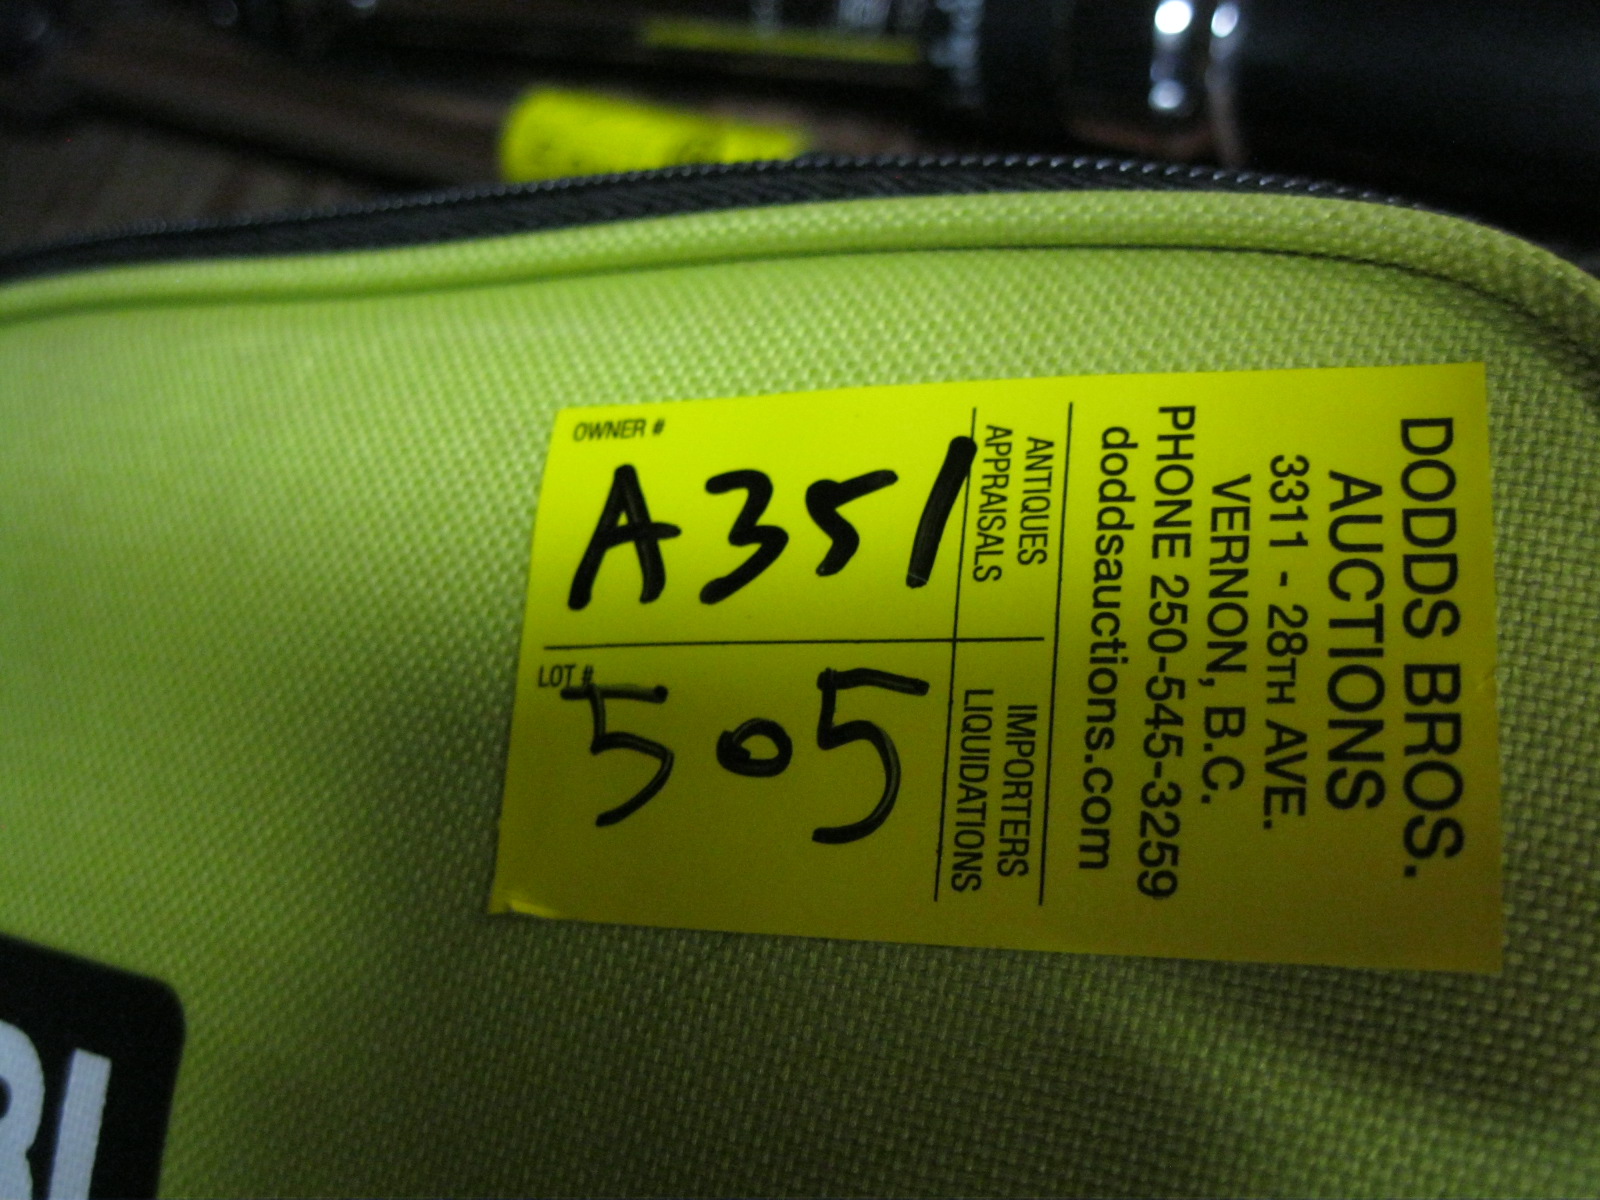 DODDS BROS.
AUCTIONS
3311 - 28TH AVE.
VERNON, B.C.
PHONE 250-545-3259
doddsauctions.com
ANTIQUES
APPRAISALS
IMPORTERS
LIQUIDATIONS
OWNER #
A351
LOT #
505